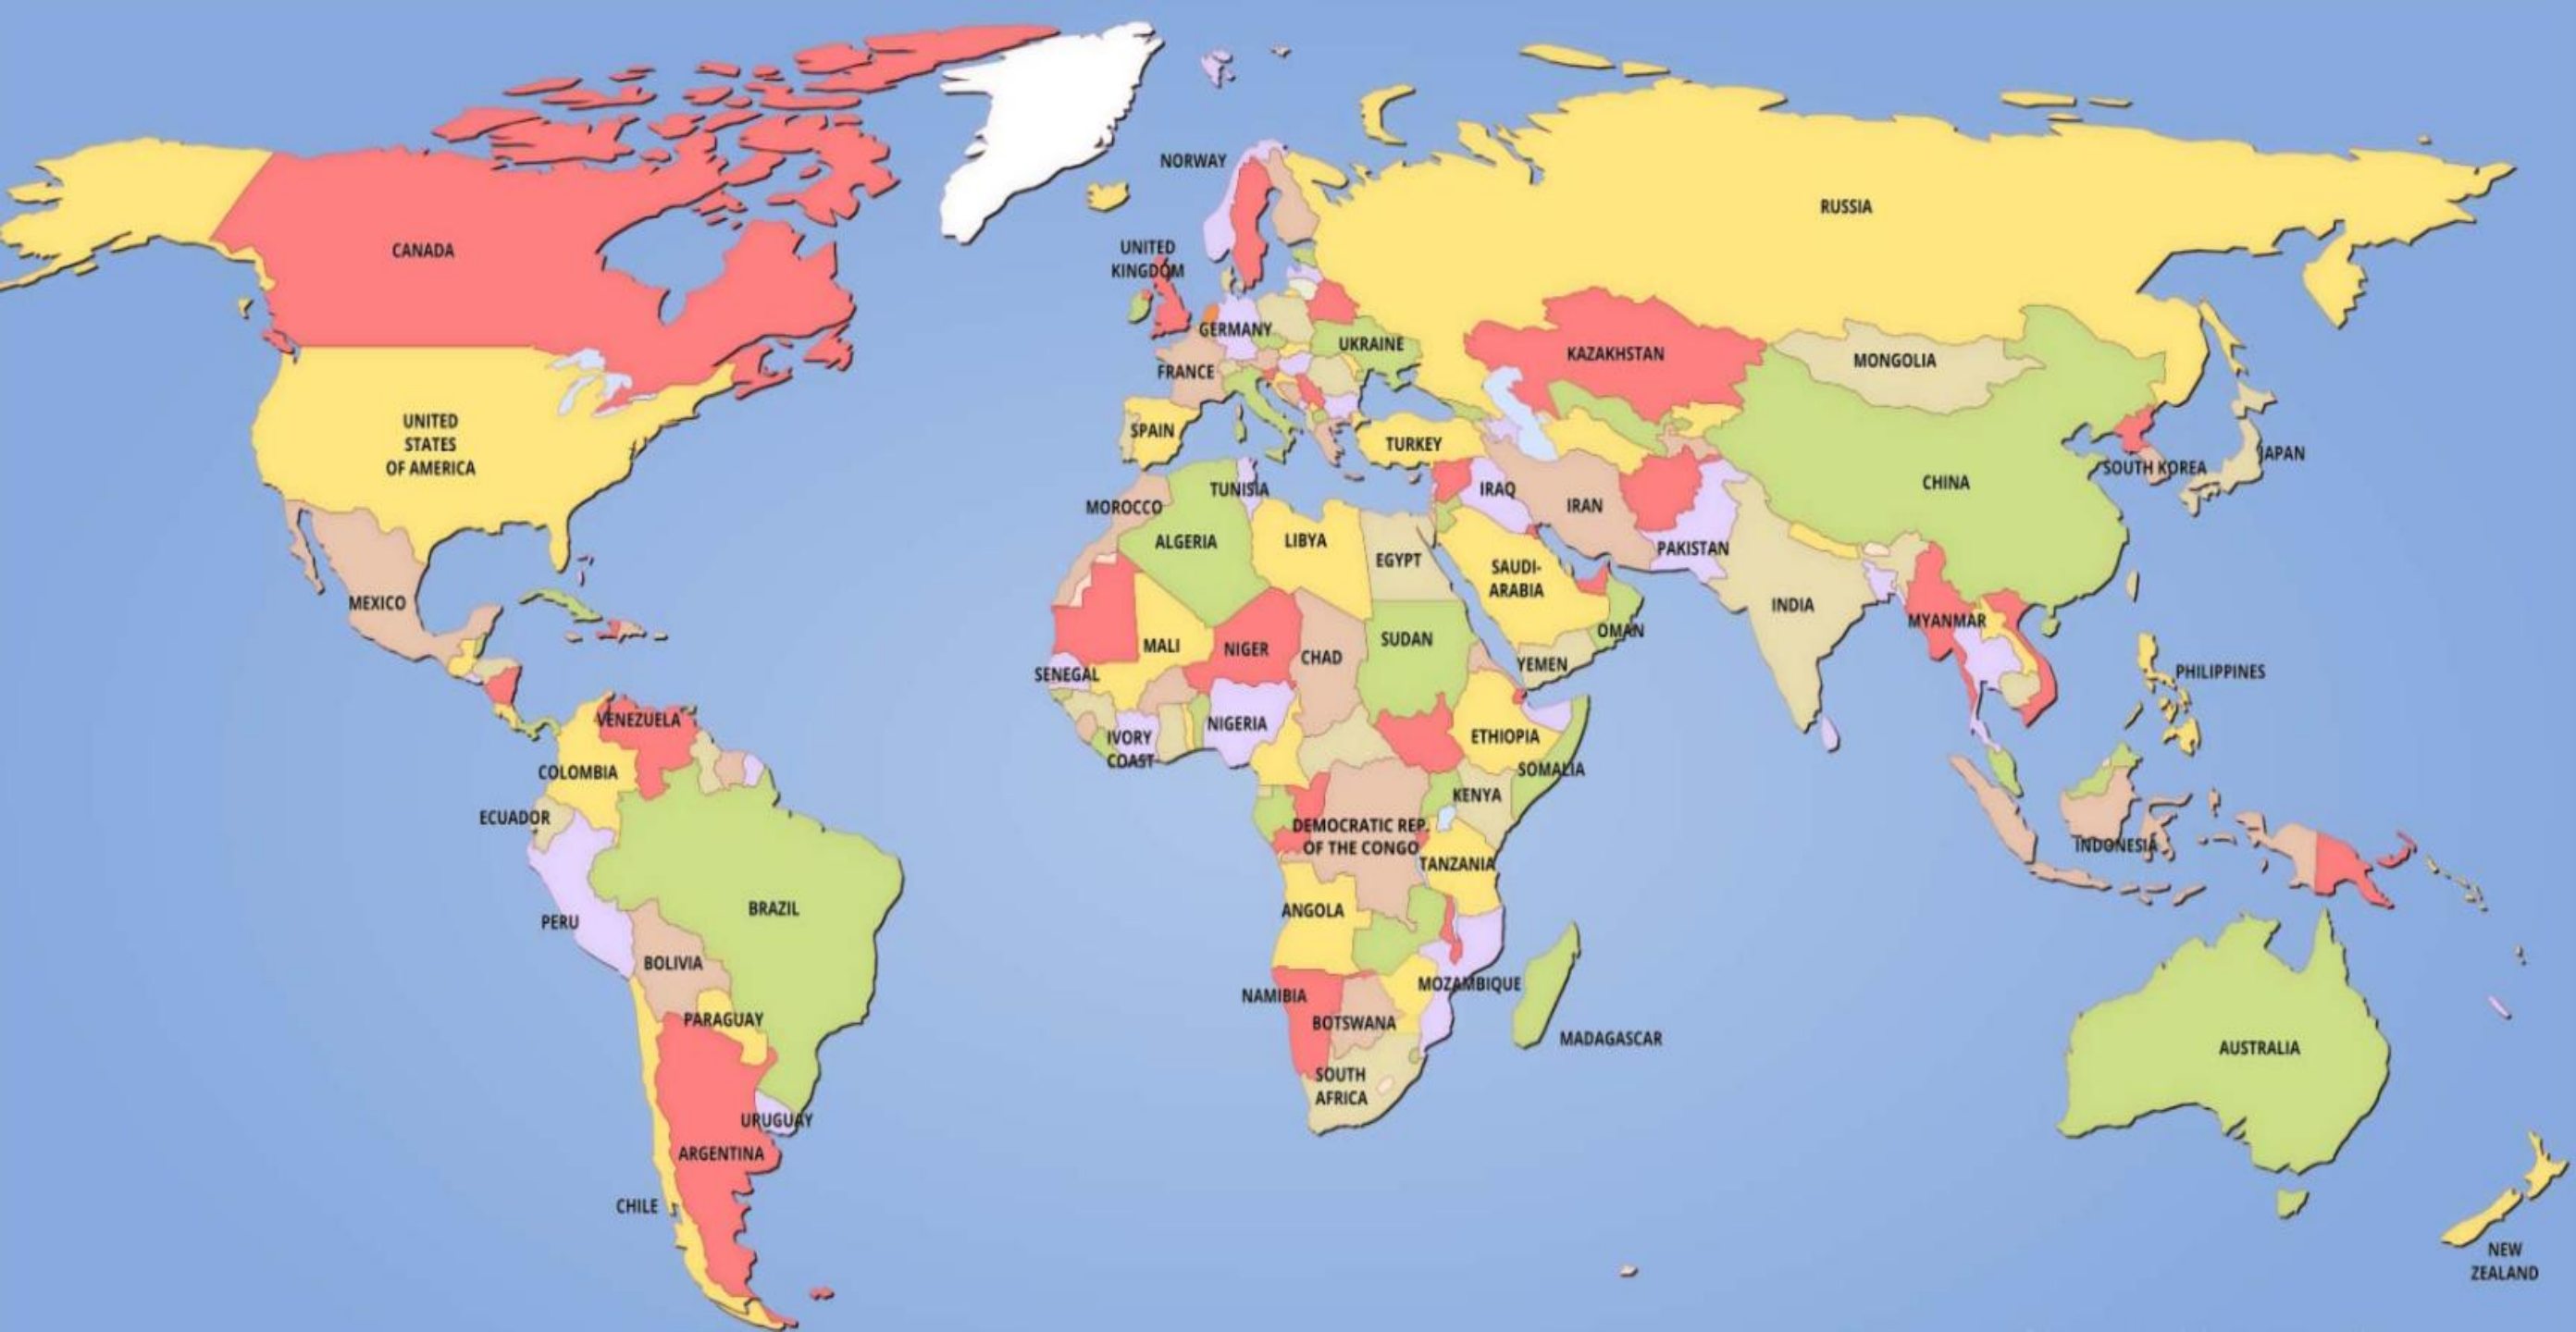 NORWAY
RUSSIA
CANADA
UNITED
KINGDOM
GERMANY
UKRAINE
KAZAKHSTAN
MONGOLIA
FRANCE
UNITED
STATES
OF AMERICA
SPAIN
TURKEY
JAPAN
SOUTH KOREA
CHINA
TUNISIA
IRAQ
IRAN
MOROCCO
ALGERIA
LIBYA
EGYPT
PAKISTAN
SAUDI-
ARABIA
MEXICO
INDIA
MYANMAR
OMAN
MALI
NIGER
CHAD
SUDAN
YEMEN
SENEGAL
PHILIPPINES
VENEZUELA
NIGERIA
IVORY
COAST
ETHIOPIA
SOMALIA
COLOMBIA
KENYA
ECUADOR
DEMOCRATIC REP.
OF THE CONGO
INDONESIA
TANZANIA
BRAZIL
PERU
ANGOLA
BOLIVIA
MOZAMBIQUE
NAMIBIA
PARAGUAY
BOTSWANA
MADAGASCAR
AUSTRALIA
SOUTH
AFRICA
URUGUAY
ARGENTINA
CHILE
NEW
ZEALAND